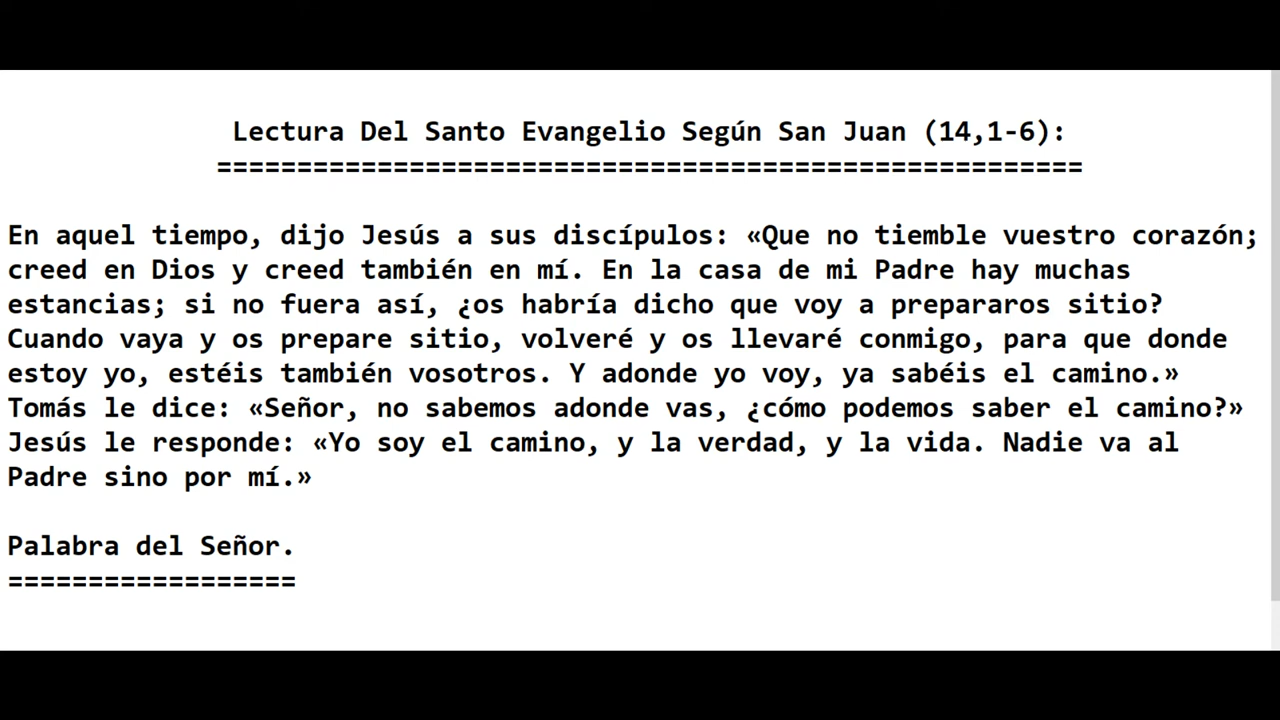 Lectura Del Santo Evangelio Según San Juan (14,1-6):
======================================================
En aquel tiempo, dijo Jesús a sus discípulos: «Que no tiemble vuestro corazón;
creed en Dios y creed también en mí. En la casa de mi Padre hay muchas
estancias; si no fuera así, ¿os habría dicho que voy a prepararos sitio?
Cuando vaya y os prepare sitio, volveré y os llevaré conmigo, para que donde
estoy yo, estéis también vosotros. Y adonde yo voy, ya sabéis el camino.»
Tomás le dice: «Señor, no sabemos adonde vas, ¿cómo podemos saber el camino?»
Jesús le responde: «Yo soy el camino, y la verdad, y la vida. Nadie va al
Padre sino por mí.»
Palabra del Señor.
==================